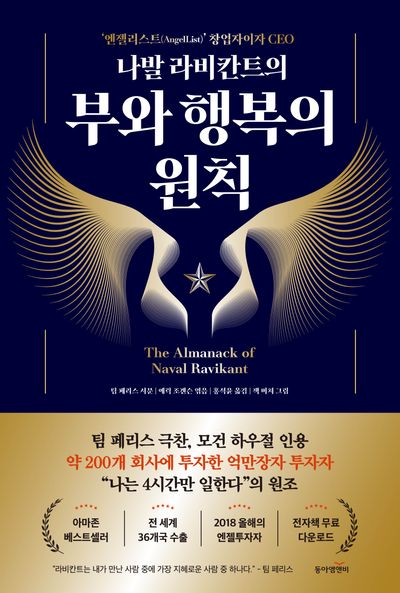 '엔젤리스트(AngelList)' 창업자이자 CEO
나발 라비칸트의
부와 행복의
원칙
The Almanack of
Naval Ravikant
팀 페리스 서문 | 에릭 조겐슨 엮음 | 홍석윤 옮김 | 잭 버처 그림
팀 페리스 극찬, 모건 하우절 인용
약 200개 회사에 투자한 억만장자 투자자
“나는 4시간만 일한다”의 원조
아마존
베스트셀러
전 세계
36개국 수출
2018 올해의
엔젤투자자
전자책 무료
다운로드
“라비칸트는 내가 만난 사람 중에 가장 지혜로운 사람 중 하나다.” - 팀 페리스
동아엠앤비